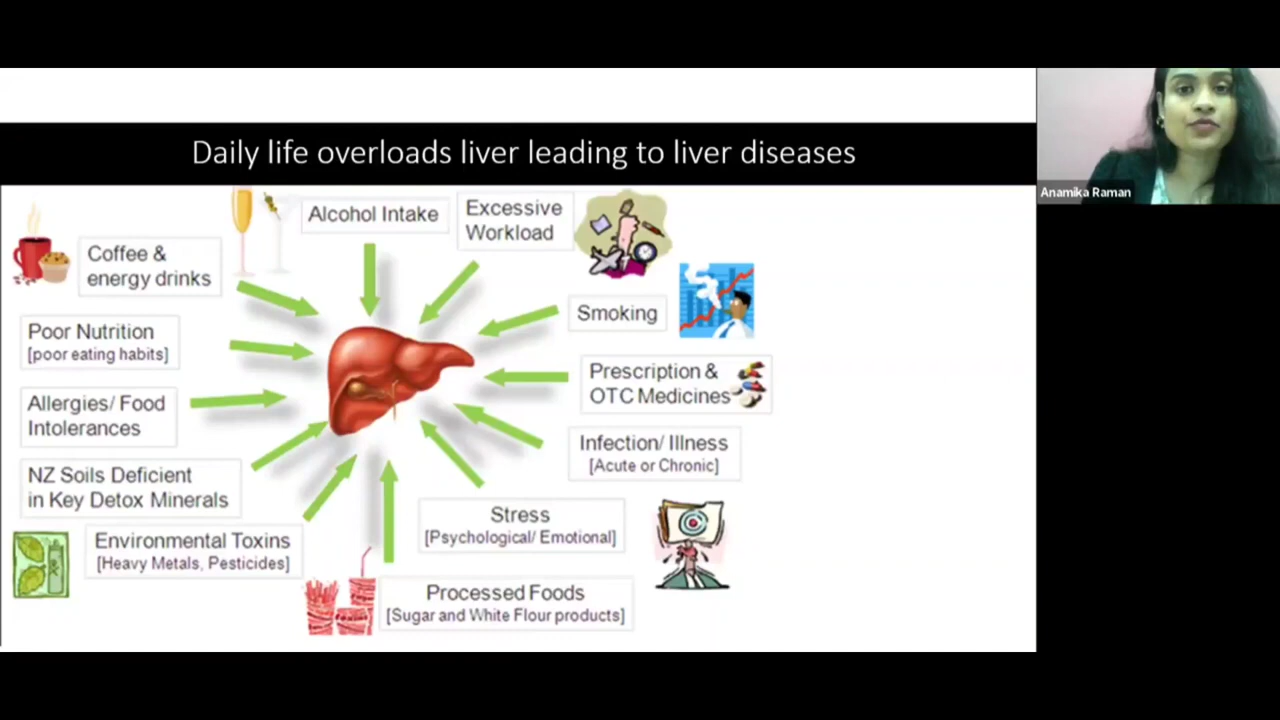 Daily life overloads liver leading to liver diseases
Anamika Raman
Alcohol Intake
Excessive
Workload
Coffee &
energy drinks
Smoking
Poor Nutrition
[poor eating habits]
Prescription &
OTC Medicines
Allergies/ Food
Intolerances
Infection/ Illness
[Acute or Chronic]
NZ Soils Deficient
in Key Detox Minerals
Stress
[Psychological/ Emotional]
Environmental Toxins
[Heavy Metals, Pesticides]
Processed Foods
[Sugar and White Flour products]